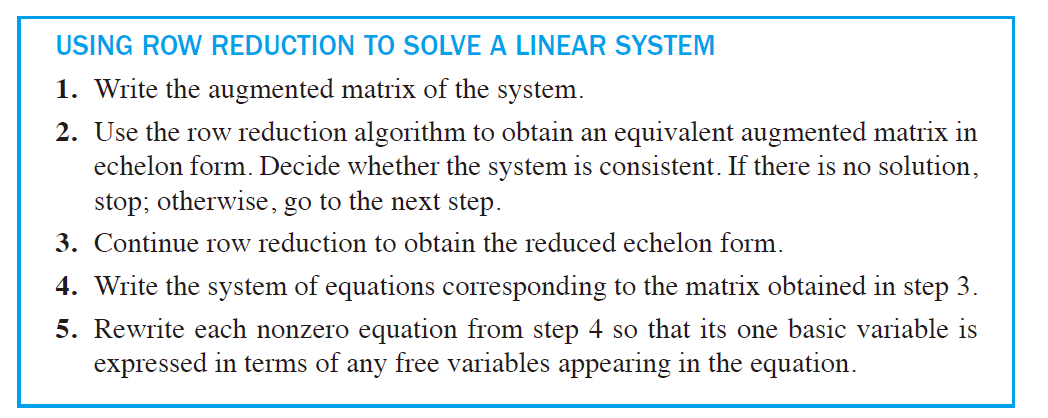 USING ROW REDUCTION TO SOLVE A LINEAR SYSTEM
1. Write the augmented matrix of the system.
2. Use the row reduction algorithm to obtain an equivalent augmented matrix in
echelon form. Decide whether the system is consistent. If there is no solution,
stop; otherwise, go to the next step.
3. Continue row reduction to obtain the reduced echelon form.
4. Write the system of equations corresponding to the matrix obtained in step 3.
5. Rewrite each nonzero equation from step 4 so that its one basic variable is
expressed in terms of any free variables appearing in the equation.